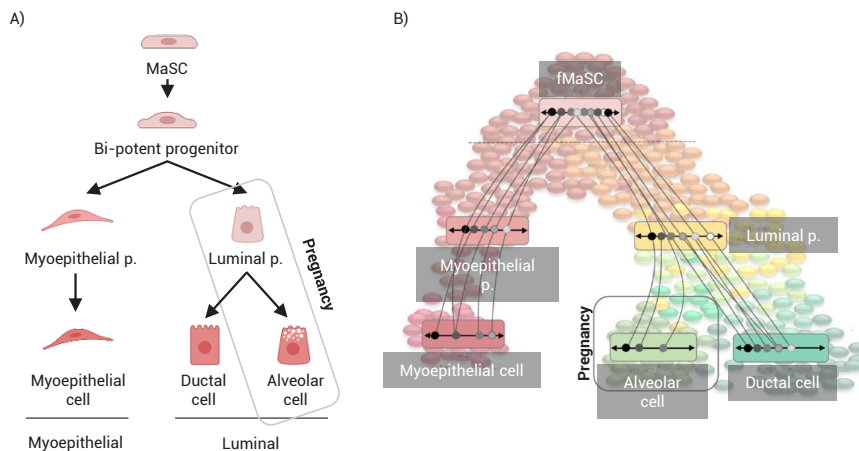 A)
MaSC
Bi-potent progenitor
Myoepithelial p.
Luminal p.
Pregnancy
Myoepithelial
cell
Ductal
cell
Alveolar
cell
Myoepithelial
Luminal
B)
fMaSC
Myoepithelial
p.
Luminal p.
Myoepithelial cell
Pregnancy
Alveolar
cell
Ductal cell